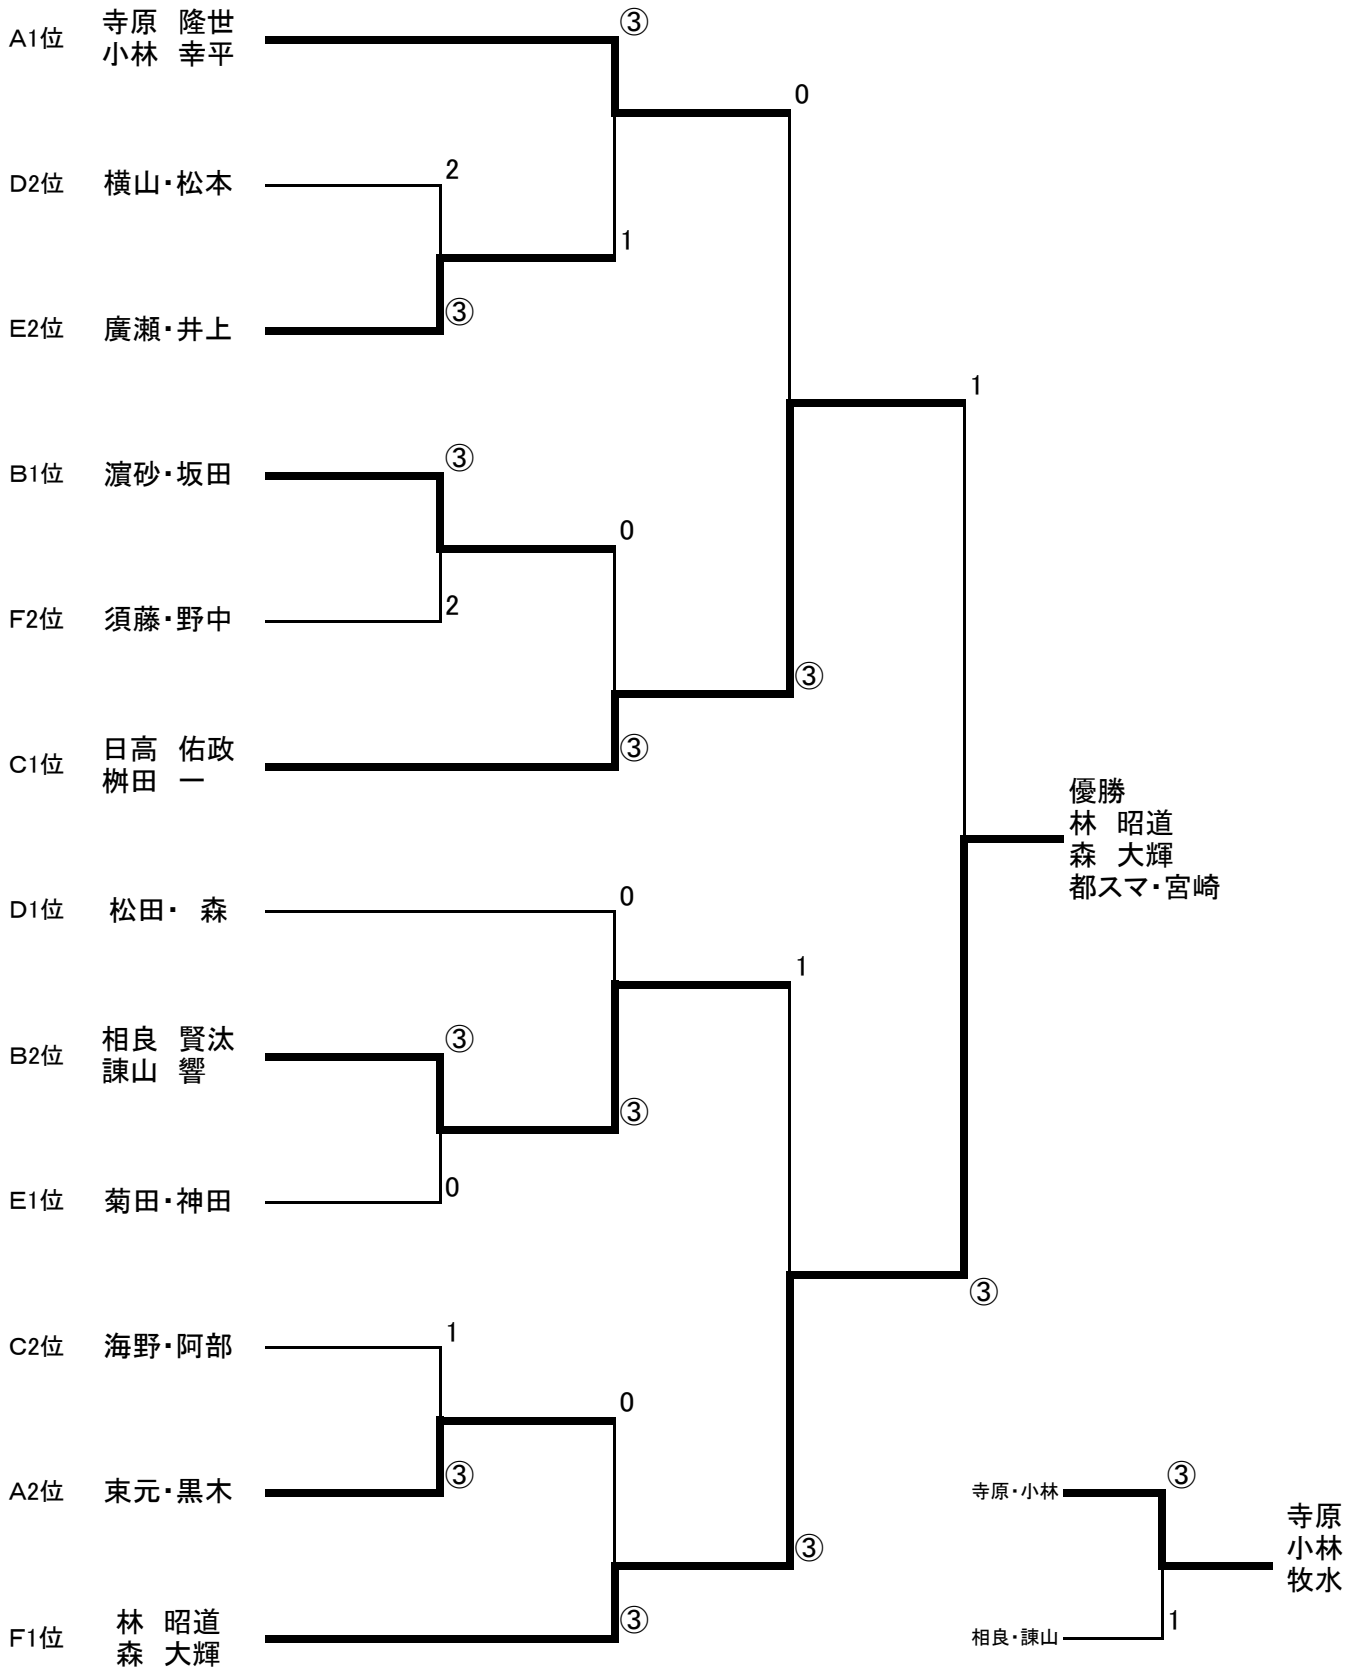 A1位 寺原 隆世
小林 幸平
③
0
D2位 横山・松本
2
1
E2位 廣瀬・井上
③
1
B1位 濵砂・坂田
③
0
F2位 須藤・野中
2
③
C1位 日高 佑政
桝田 一
③
優勝
林 昭道
森 大輝
都スマ・宮崎
D1位 松田・ 森
0
1
B2位 相良 賢汰
諌山 響
③
③
E1位 菊田・神田
0
③
C2位 海野・阿部
1
0
A2位 束元・黒木
③
③
F1位 林 昭道
森 大輝
③
寺原・小林
③
相良・諌山
1
寺原
小林
牧水